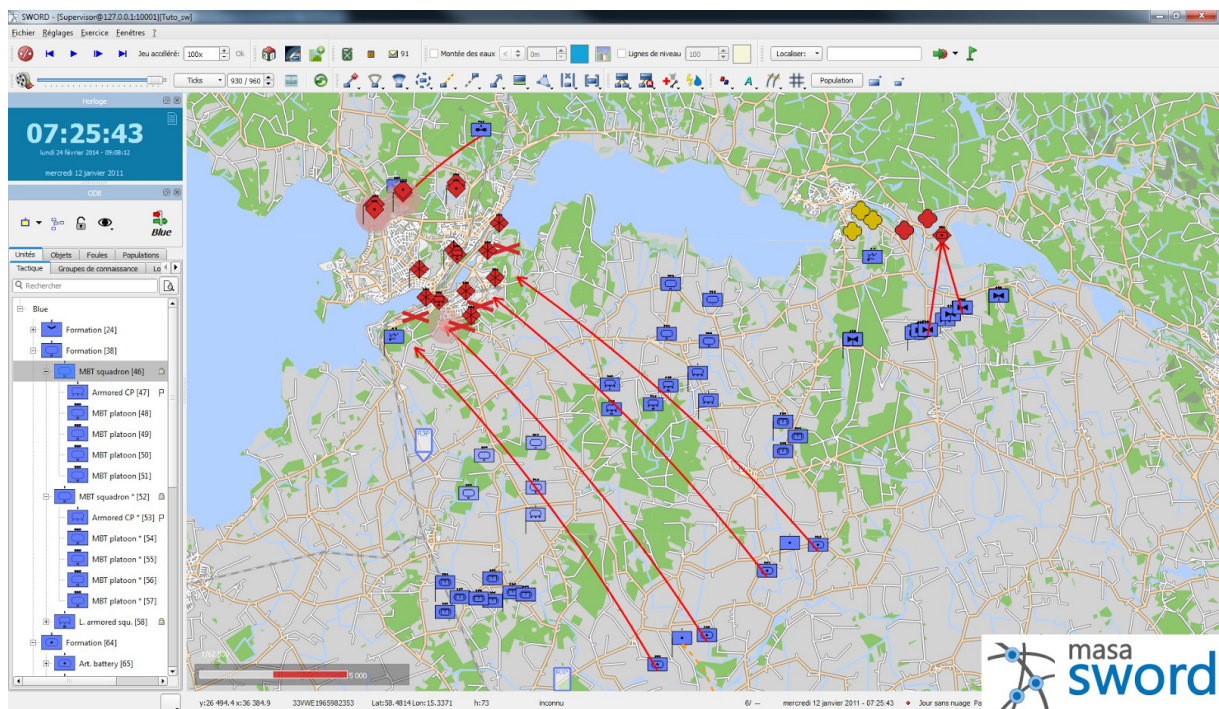 SWORD - [Supervisor@127.0.0.1:10001][Tuto_sw]
Fichier Réglages Exercice Fenêtres ?
Jeu accéléré: 100x Ok 91 Montée des eaux < 0m Lignes de niveau 100 Localiser:
Ticks 930 / 960 Population
Horloge
07:25:43
lundi 24 février 2014 - 09:08:12
mercredi 12 janvier 2011
ODB
Blue
Unités Objets Foules Populations
Tactique Groupes de connaissance Lo
Rechercher
Blue
Formation [24]
Formation [38]
MBT squadron [46]
Armored CP [47]
MBT platoon [48]
MBT platoon [49]
MBT platoon [50]
MBT platoon [51]
MBT squadron * [52]
Armored CP * [53]
MBT platoon * [54]
MBT platoon * [55]
MBT platoon * [56]
MBT platoon * [57]
L. armored squ. [58]
Formation [64]
Art. battery [65]
5 000
masa
sword
y:26 494.4 x:36 384.9 33VWE1965982353 Lat:58.4814 Lon:15.3371 h:73 inconnu 6/ -- mercredi 12 janvier 2011 - 07:25:43 Jour sans nuage Pa